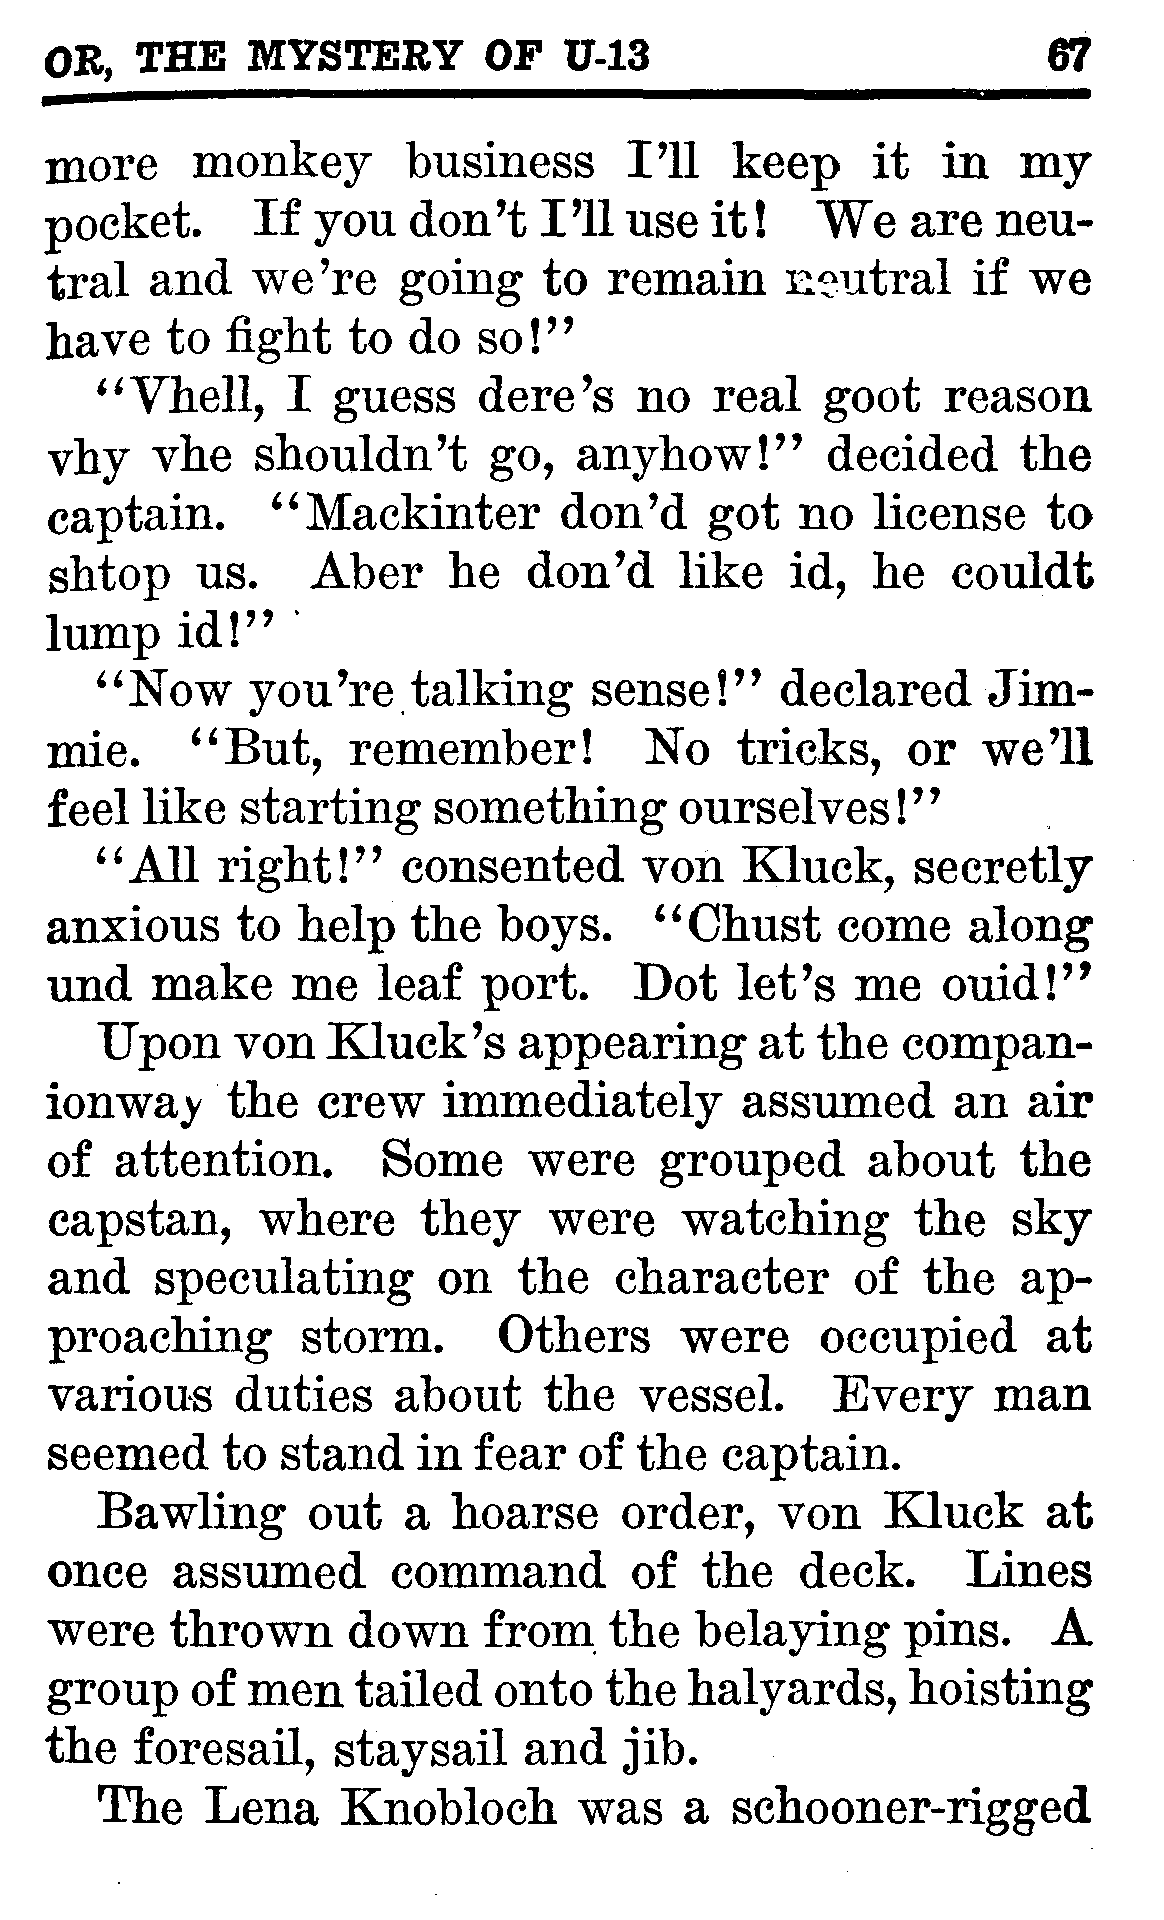 OR, THE MYSTERY OF U-13 67
more monkey business I'll keep it in my
pocket. If you don't I'll use it! We are neu-
tral and we're going to remain neutral if we
have to fight to do so!"
"Vhell, I guess dere's no real goot reason
vhy vhe shouldn't go, anyhow!" decided the
captain. "Mackinter don'd got no license to
shtop us. Aber he don'd like id, he couldt
lump id!"
"Now you're talking sense!" declared Jim-
mie. "But, remember! No tricks, or we'll
feel like starting something ourselves!"
"All right!" consented von Kluck, secretly
anxious to help the boys. "Chust come along
und make me leaf port. Dot let's me ouid!"
Upon von Kluck's appearing at the compan-
ionway the crew immediately assumed an air
of attention. Some were grouped about the
capstan, where they were watching the sky
and speculating on the character of the ap-
proaching storm. Others were occupied at
various duties about the vessel. Every man
seemed to stand in fear of the captain.
Bawling out a hoarse order, von Kluck at
once assumed command of the deck. Lines
were thrown down from the belaying pins. A
group of men tailed onto the halyards, hoisting
the foresail, staysail and jib.
The Lena Knobloch was a schooner-rigged